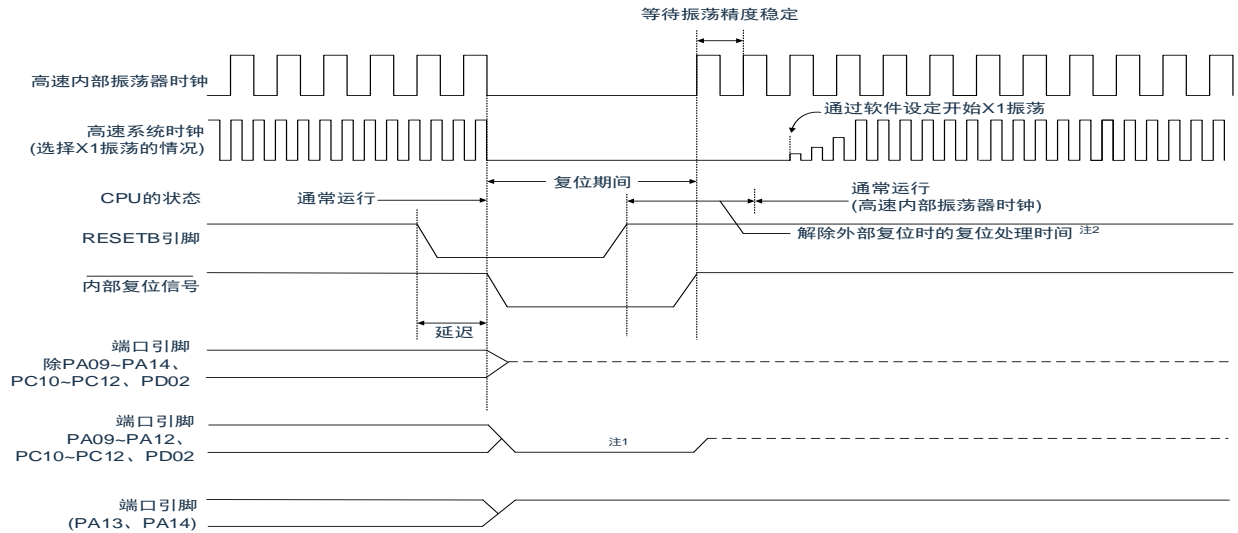 等待振荡精度稳定
高速内部振荡器时钟
通过软件设定开始X1振荡
高速系统时钟
(选择X1振荡的情况)
复位期间
CPU的状态
通常运行
通常运行
(高速内部振荡器时钟)
RESETB引脚
解除外部复位时的复位处理时间 注2
内部复位信号
延迟
端口引脚
除PA09~PA14、
PC10~PC12、PD02
端口引脚
PA09~PA12、
PC10~PC12、PD02
注1
端口引脚
(PA13、PA14)